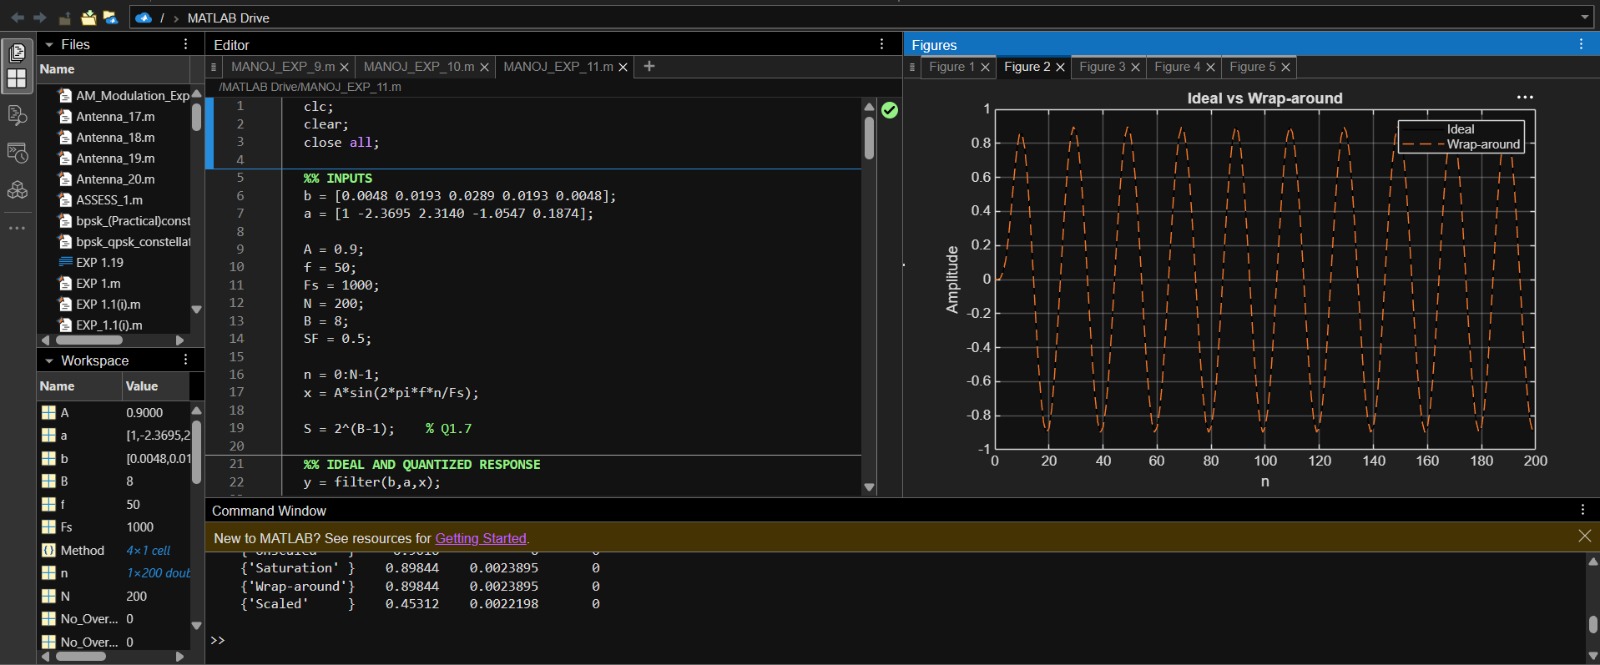 / > MATLAB Drive
Files
Name
AM_Modulation_Exp
Antenna_17.m
Antenna_18.m
Antenna_19.m
Antenna_20.m
ASSESS_1.m
bpsk_(Practical)const
bpsk_qpsk_constellat
EXP 1.19
EXP 1.m
EXP 1.1(i).m
EXP_1.1(i).m
Workspace
Name Value
A 0.9000
a [1,-2.3695,2
b [0.0048,0.01
B 8
f 50
Fs 1000
Method 4×1 cell
n 1×200 doub
N 200
No_Over... 0
No_Over... 0
Editor
MANOJ_EXP_9.m × MANOJ_EXP_10.m × MANOJ_EXP_11.m × +
/MATLAB Drive/MANOJ_EXP_11.m
1 clc;
2 clear;
3 close all;
4
5 %% INPUTS
6 b = [0.0048 0.0193 0.0289 0.0193 0.0048];
7 a = [1 -2.3695 2.3140 -1.0547 0.1874];
8
9 A = 0.9;
10 f = 50;
11 Fs = 1000;
12 N = 200;
13 B = 8;
14 SF = 0.5;
15
16 n = 0:N-1;
17 x = A*sin(2*pi*f*n/Fs);
18
19 S = 2^(B-1); % Q1.7
20
21 %% IDEAL AND QUANTIZED RESPONSE
22 y = filter(b,a,x);
Figures
Figure 1 × Figure 2 × Figure 3 × Figure 4 × Figure 5 ×
Ideal vs Wrap-around
Ideal
Wrap-around
1
0.8
0.6
0.4
0.2
0
-0.2
-0.4
-0.6
-0.8
-1
Amplitude
0 20 40 60 80 100 120 140 160 180 200
n
Command Window
New to MATLAB? See resources for Getting Started.
{'Saturation' } 0.89844 0.0023895 0
{'Wrap-around'} 0.89844 0.0023895 0
{'Scaled' } 0.45312 0.0022198 0
>>